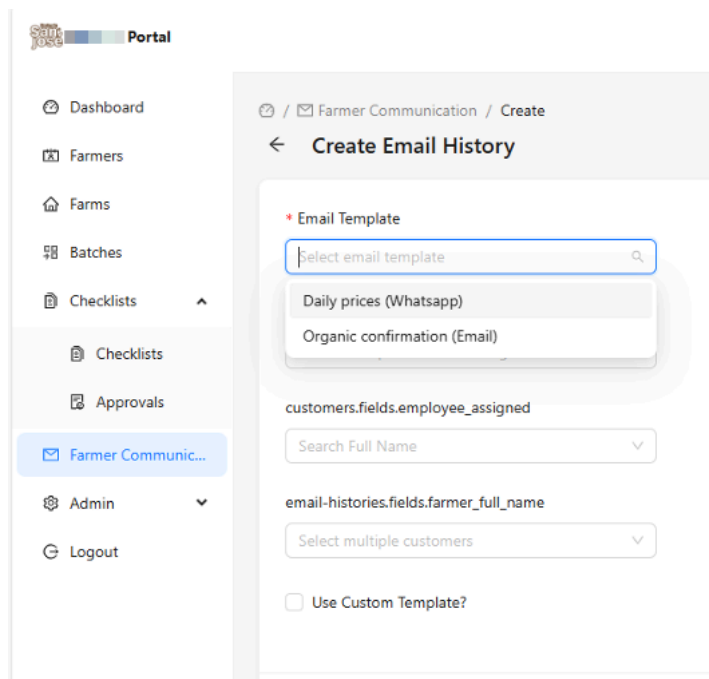 San
jose
Portal
Dashboard
Farmers
Farms
Batches
Checklists
Checklists
Approvals
Farmer Communic...
Admin
Logout
/ Farmer Communication / Create
Create Email History
* Email Template
Select email template
Daily prices (Whatsapp)
Organic confirmation (Email)
customers.fields.employee_assigned
Search Full Name
email-histories.fields.farmer_full_name
Select multiple customers
Use Custom Template?